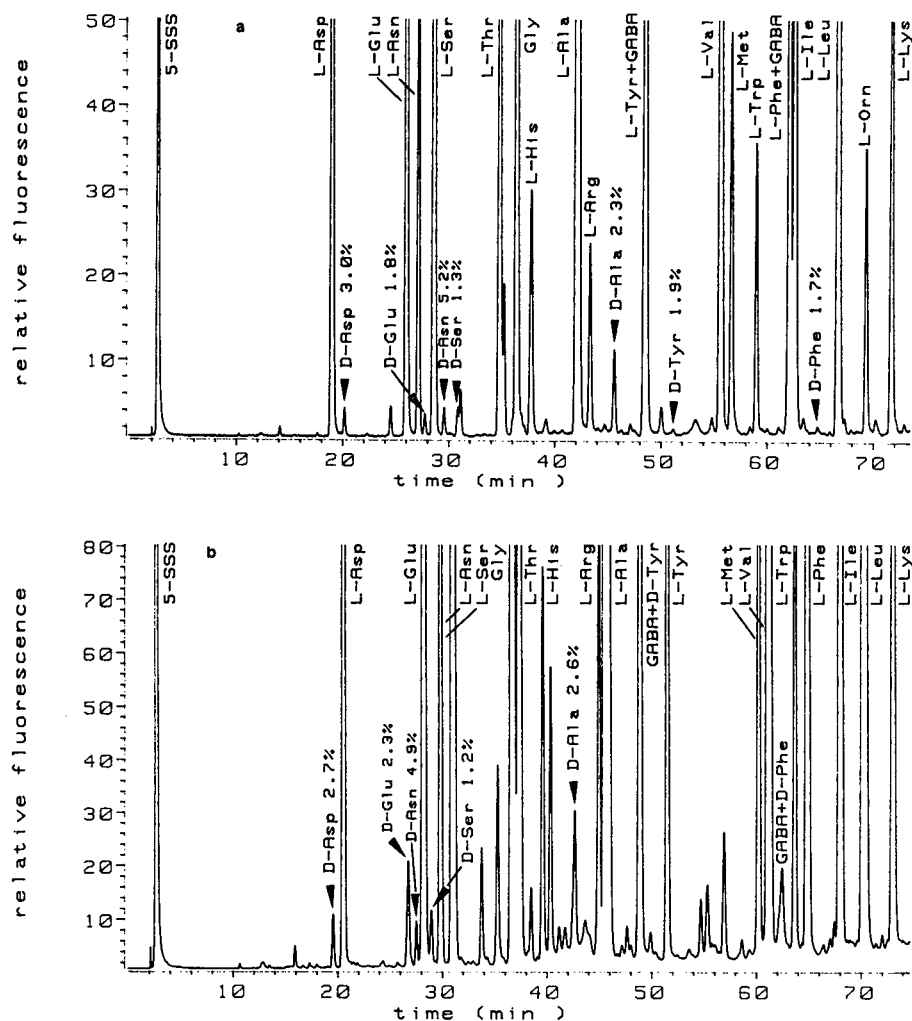 a
relative fluorescence
50
40
30
20
10
5-SSS
L-Asp
D-Asp 3.0%
L-Glu
L-Asn
D-Glu 1.8%
L-Ser
D-Asn 5.2%
D-Ser 1.3%
L-Thr
Gly
L-His
L-Ala
L-Arg
D-Ala 2.3%
L-Tyr+GABA
D-Tyr 1.9%
L-Val
L-Met
L-Trp
L-Phe+GABA
L-Ile
L-Leu
D-Phe 1.7%
L-Orn
L-Lys
10 20 30 40 50 60 70
time (min )
b
relative fluorescence
80
70
60
50
40
30
20
10
5-SSS
D-Asp 2.7%
L-Asp
D-Glu 2.3%
D-Asn 4.9%
L-Glu
D-Ser 1.2%
L-Asn
L-Ser
Gly
L-Thr
L-His
D-Ala 2.6%
L-Arg
L-Ala
GABA+D-Tyr
L-Tyr
L-Met
L-Val
L-Trp
GABA+D-Phe
L-Phe
L-Ile
L-Leu
L-Lys
10 20 30 40 50 60 70
time (min )